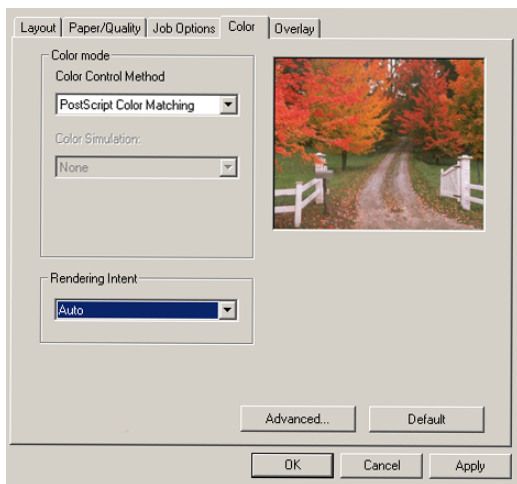 Layout Paper/Quality Job Options Color Overlay
Color mode
Color Control Method
PostScript Color Matching
Color Simulation:
None
Rendering Intent
Auto
Advanced... Default
OK Cancel Apply